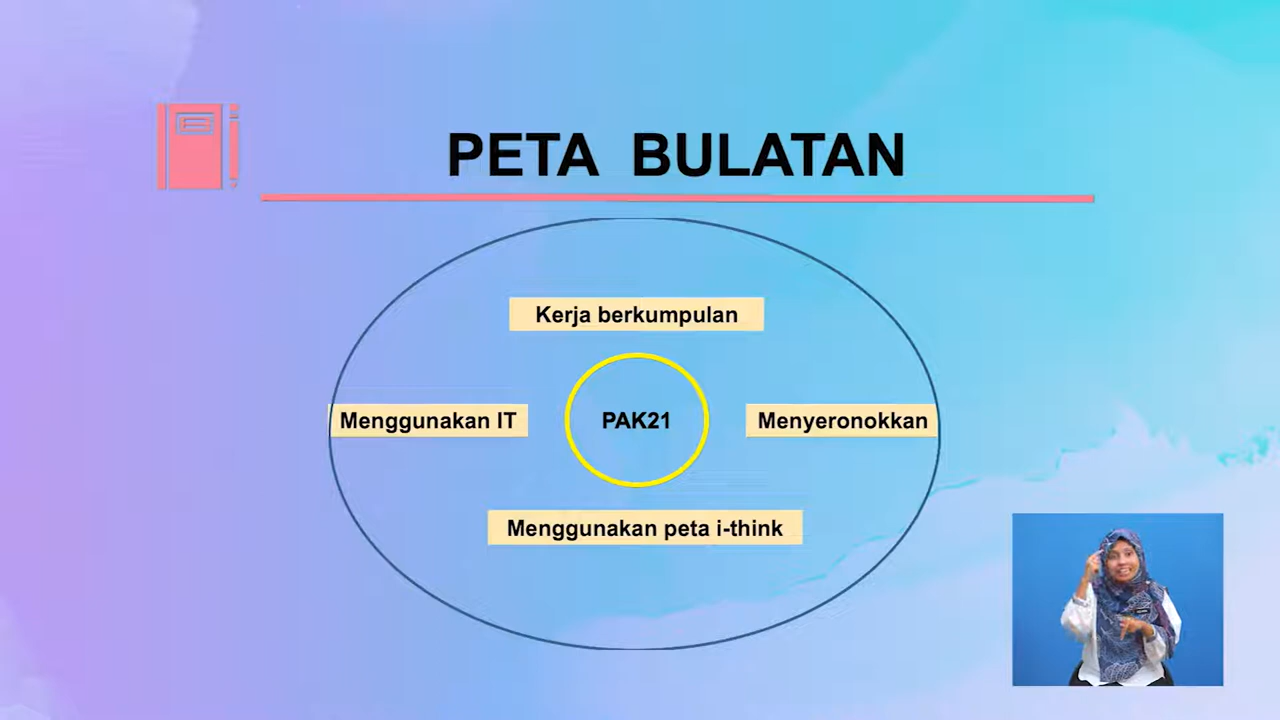 PETA BULATAN
Kerja berkumpulan
Menggunakan IT
PAK21
Menyeronokkan
Menggunakan peta i-think